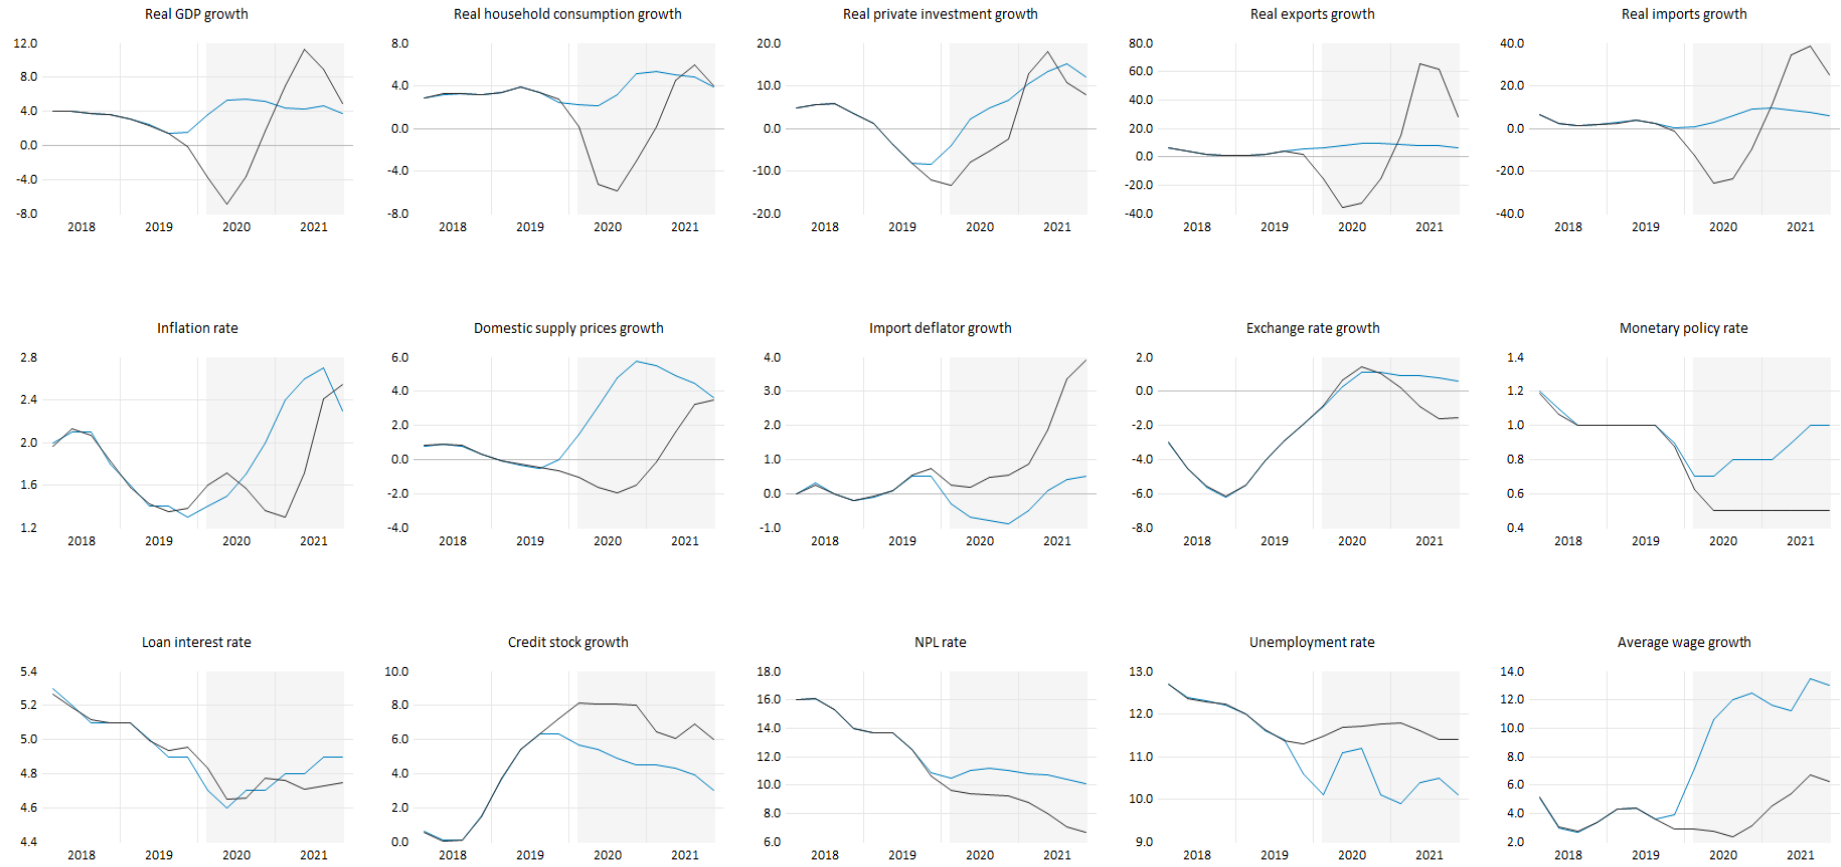 Real GDP growth
12.0
8.0
4.0
0.0
-4.0
-8.0
2018 2019 2020 2021
Real household consumption growth
8.0
4.0
0.0
-4.0
-8.0
2018 2019 2020 2021
Real private investment growth
20.0
10.0
0.0
-10.0
-20.0
2018 2019 2020 2021
Real exports growth
80.0
60.0
40.0
20.0
0.0
-20.0
-40.0
2018 2019 2020 2021
Real imports growth
40.0
20.0
0.0
-20.0
-40.0
2018 2019 2020 2021
Inflation rate
2.8
2.4
2.0
1.6
1.2
2018 2019 2020 2021
Domestic supply prices growth
6.0
4.0
2.0
0.0
-2.0
-4.0
2018 2019 2020 2021
Import deflator growth
4.0
3.0
2.0
1.0
0.0
-1.0
2018 2019 2020 2021
Exchange rate growth
2.0
0.0
-2.0
-4.0
-6.0
-8.0
2018 2019 2020 2021
Monetary policy rate
1.4
1.2
1.0
0.8
0.6
0.4
2018 2019 2020 2021
Loan interest rate
5.4
5.2
5.0
4.8
4.6
4.4
2018 2019 2020 2021
Credit stock growth
10.0
8.0
6.0
4.0
2.0
0.0
2018 2019 2020 2021
NPL rate
18.0
16.0
14.0
12.0
10.0
8.0
6.0
2018 2019 2020 2021
Unemployment rate
13.0
12.0
11.0
10.0
9.0
2018 2019 2020 2021
Average wage growth
14.0
12.0
10.0
8.0
6.0
4.0
2.0
2018 2019 2020 2021